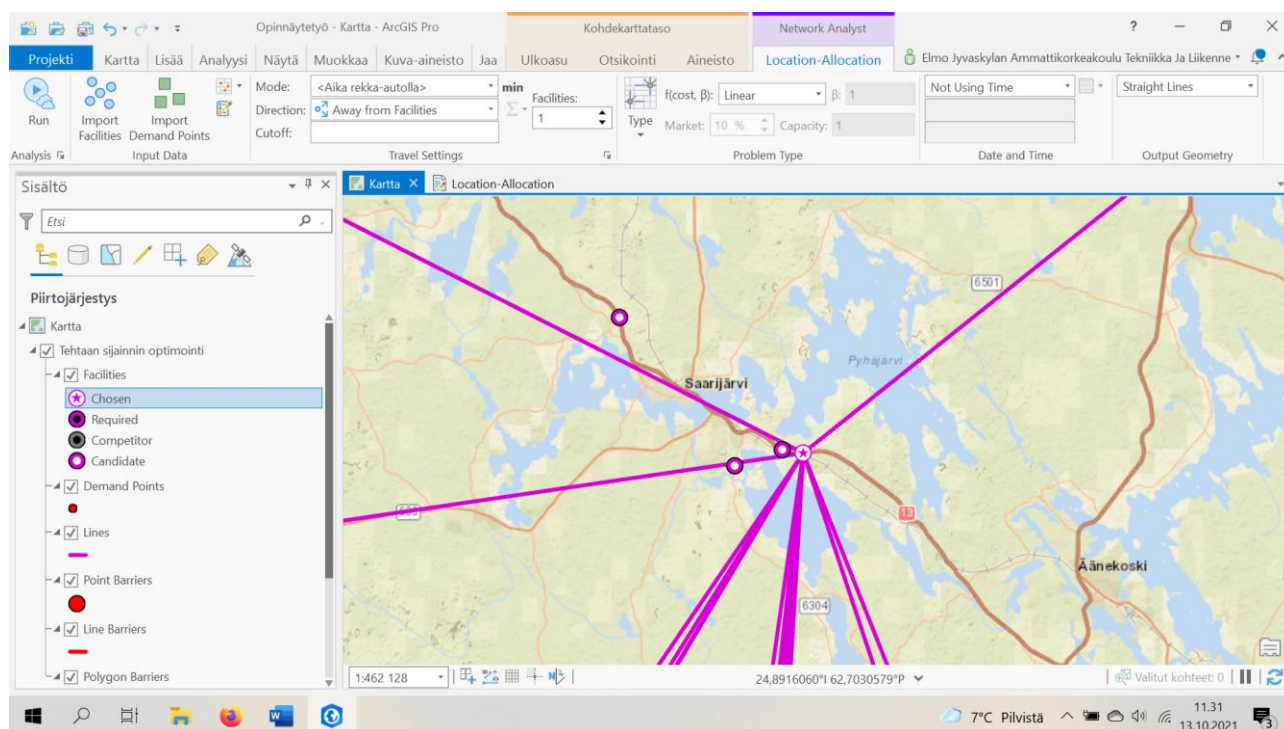 Opinnäytetyö - Kartta - ArcGIS Pro
Kohdekarttataso
Network Analyst
?
Projekti Kartta Lisää Analyysi Näytä Muokkaa Kuva-aineisto Jaa Ulkoasu Otsikointi Aineisto Location-Allocation
Elmo Jyvaskylan Ammattikorkeakoulu Tekniikka Ja Liikenne
Run
Import Facilities
Import Demand Points
Mode: <Aika rekka-autolla>
Direction: Away from Facilities
Cutoff:
min
Σ
Facilities:
1
Type
f(cost, β): Linear
β: 1
Market: 10 %
Capacity: 1
Not Using Time
Straight Lines
Analysis
Input Data
Travel Settings
Problem Type
Date and Time
Output Geometry
Sisältö
Etsi
Piirtojärjestys
Kartta
Tehtaan sijainnin optimointi
Facilities
Chosen
Required
Competitor
Candidate
Demand Points
Lines
Point Barriers
Line Barriers
Polygon Barriers
Kartta
Location-Allocation
6501
Pyhäjärvi
Saarijärvi
13
Äänekoski
6304
1:462 128
24,8916060°I 62,7030579°P
Valitut kohteet: 0
7°C Pilvistä
11.31
13.10.2021
3